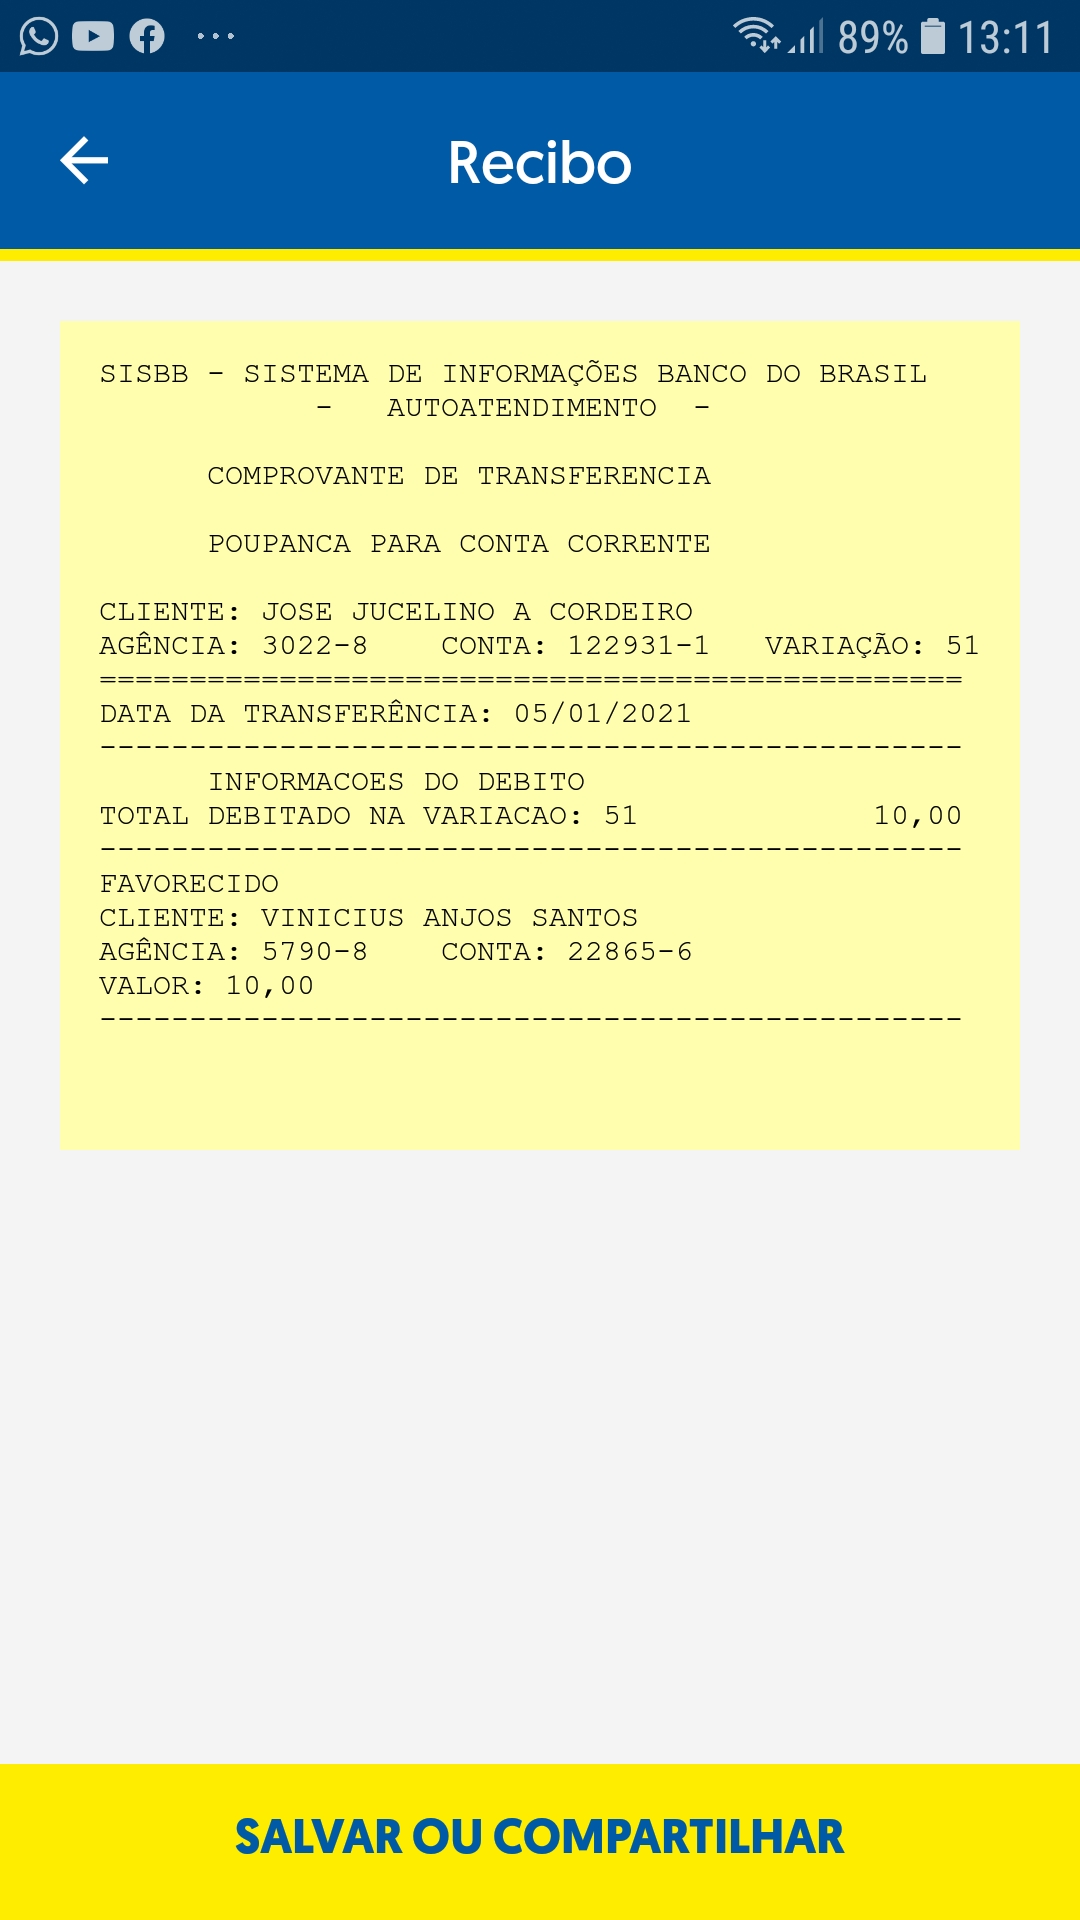 89% 13:11
Recibo
SISBB - SISTEMA DE INFORMAÇÕES BANCO DO BRASIL
- AUTOATENDIMENTO -
COMPROVANTE DE TRANSFERENCIA
POUPANCA PARA CONTA CORRENTE
CLIENTE: JOSE JUCELINO A CORDEIRO
AGÊNCIA: 3022-8 CONTA: 122931-1 VARIAÇÃO: 51
================================================
DATA DA TRANSFERÊNCIA: 05/01/2021
------------------------------------------------
INFORMACOES DO DEBITO
TOTAL DEBITADO NA VARIACAO: 51 10,00
------------------------------------------------
FAVORECIDO
CLIENTE: VINICIUS ANJOS SANTOS
AGÊNCIA: 5790-8 CONTA: 22865-6
VALOR: 10,00
------------------------------------------------
SALVAR OU COMPARTILHAR